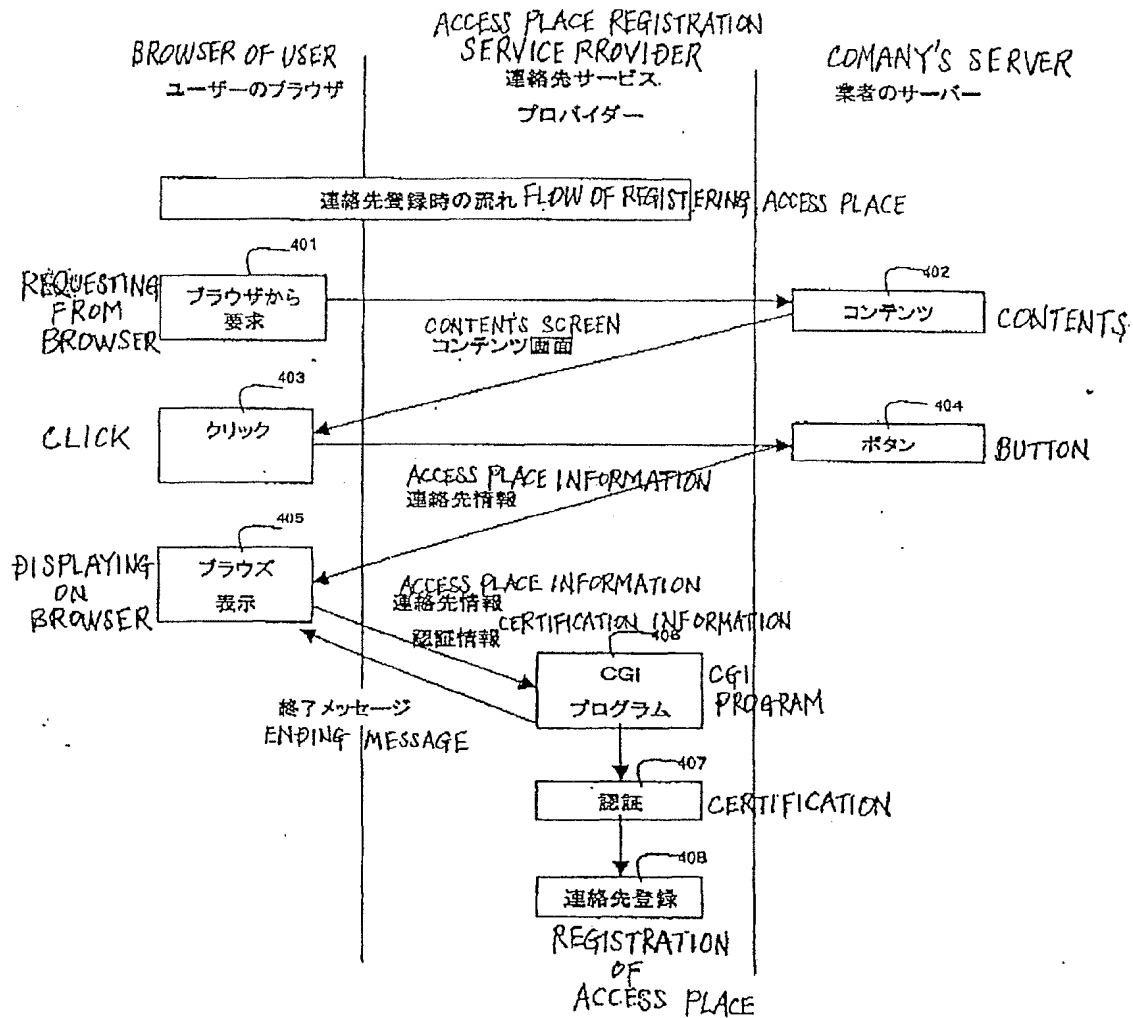 ACCESS PLACE REGISTRATION
SERVICE RROVIDER
連絡先サービス
プロバイダー
BROWSER OF USER
ユーザーのブラウザ
COMANY'S SERVER
業者のサーバー
連絡先登録時の流れ FLOW OF REGISTERING ACCESS PLACE
401
REQUESTING
FROM
BROWSER
ブラウザから
要求
402
コンテンツ
CONTENTS
CONTENTS SCREEN
コンテンツ画面
403
CLICK
クリック
404
ボタン
BUTTON
ACCESS PLACE INFORMATION
連絡先情報
405
DISPLAYING
ON
BROWSER
ブラウズ
表示
ACCESS PLACE INFORMATION
連絡先情報
CERTIFICATION INFORMATION
認証情報
406
CGI
プログラム
CGI
PROGRAM
終了メッセージ
ENDING MESSAGE
407
認証
CERTIFICATION
408
連絡先登録
REGISTRATION
OF
ACCESS PLACE